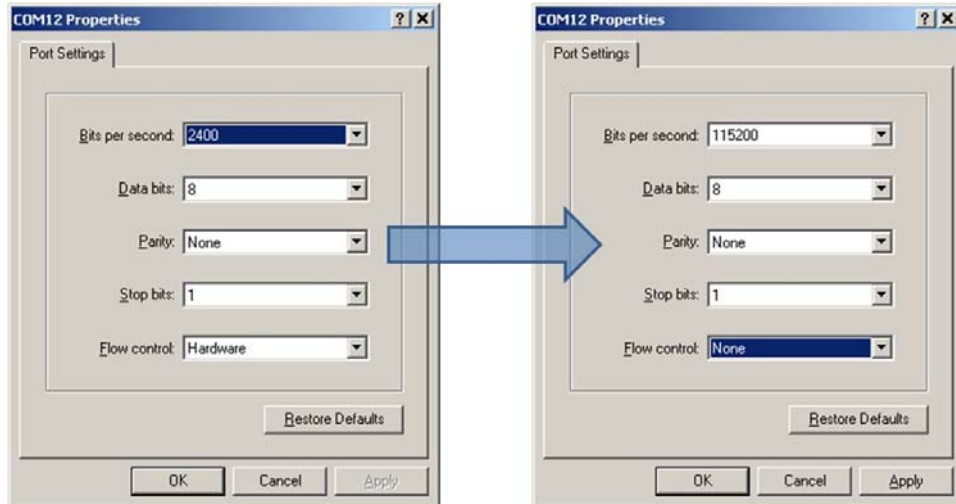 COM12 Properties
Port Settings
Bits per second: 2400
Data bits: 8
Parity: None
Stop bits: 1
Flow control: Hardware
Restore Defaults
OK Cancel Apply
COM12 Properties
Port Settings
Bits per second: 115200
Data bits: 8
Parity: None
Stop bits: 1
Flow control: None
Restore Defaults
OK Cancel Apply